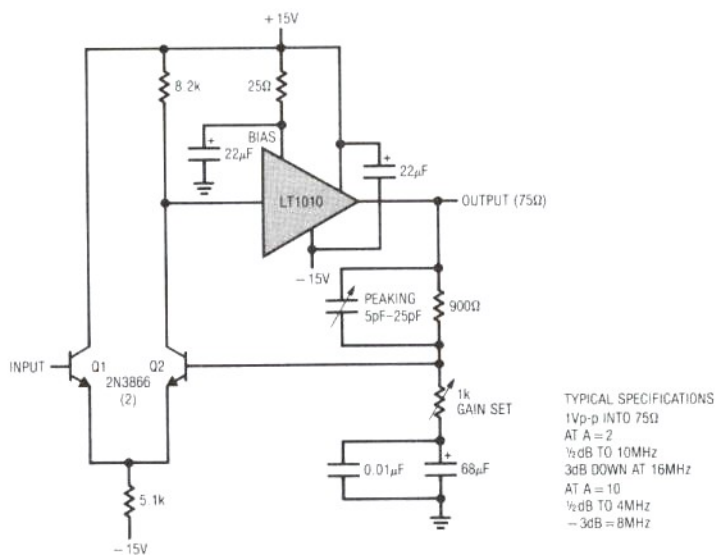 +15V
8.2k
25Ω
BIAS
22µF
+
LT1010
+
22µF
OUTPUT (75Ω)
−15V
PEAKING
5pF–25pF
900Ω
INPUT
Q1
Q2
2N3866
(2)
1k
GAIN SET
0.01µF
+
68µF
5.1k
−15V
TYPICAL SPECIFICATIONS
1Vp-p INTO 75Ω
AT A = 2
½dB TO 10MHz
3dB DOWN AT 16MHz
AT A = 10
½dB TO 4MHz
−3dB = 8MHz